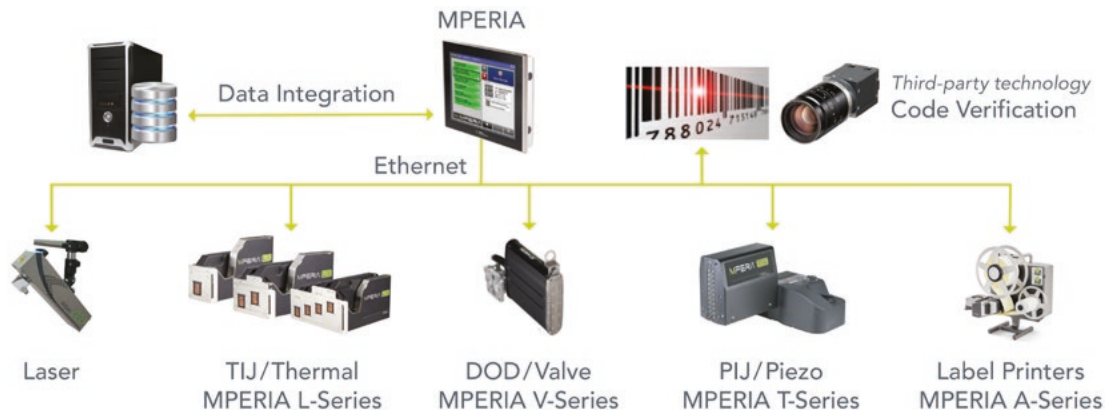 MPERIA
Data Integration
Third-party technology
Code Verification
788024
Ethernet
MPERIA
Laser
TIJ/Thermal
MPERIA L-Series
DOD/Valve
MPERIA V-Series
PIJ/Piezo
MPERIA T-Series
Label Printers
MPERIA A-Series